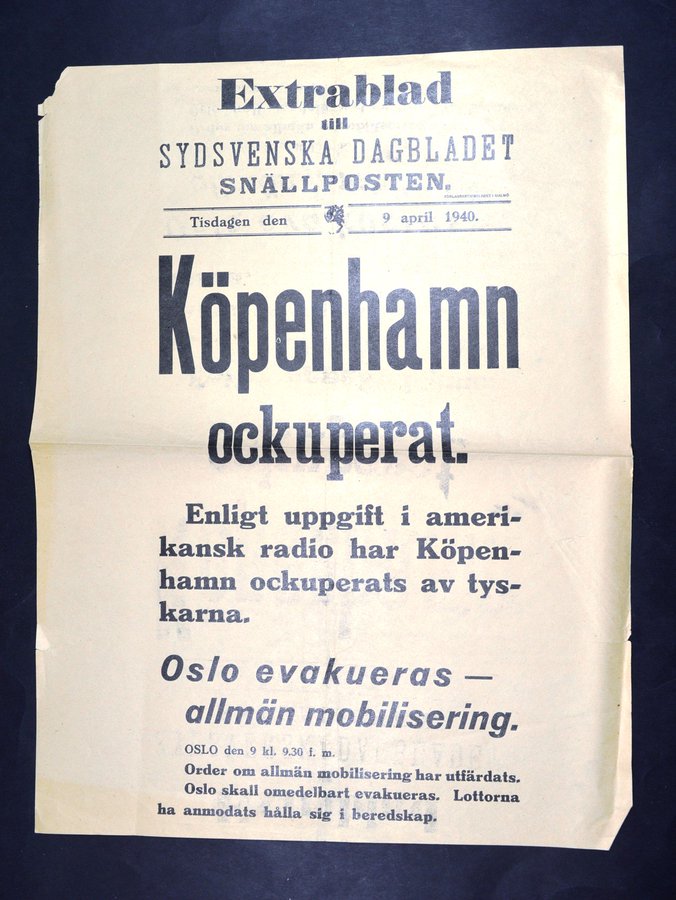 Extrablad
till
SYDSVENSKA DAGBLADET
SNÄLLPOSTEN.
Tisdagen den 9 april 1940.
Köpenhamn
ockuperat.
Enligt uppgift i ameri-
kansk radio har Köpen-
hamn ockuperats av tys-
karna.
Oslo evakueras —
allmän mobilisering.
OSLO den 9 kl. 9.30 f. m.
Order om allmän mobilisering har utfärdats.
Oslo skall omedelbart evakueras. Lottorna
ha anmodats hålla sig i beredskap.